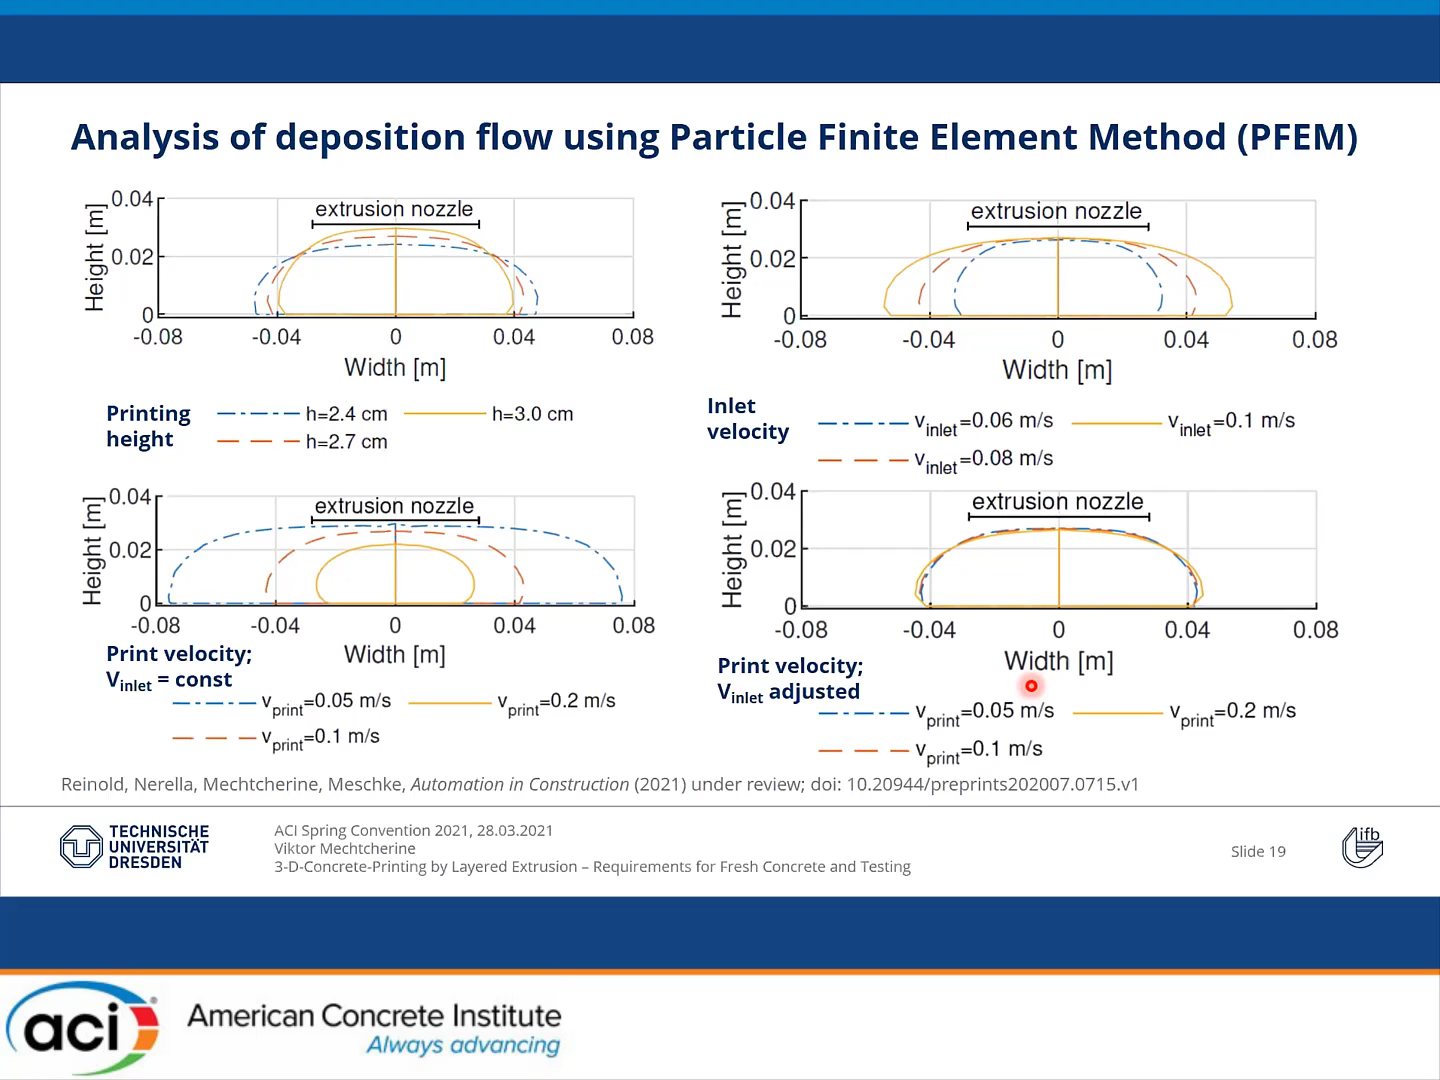 Analysis of deposition flow using Particle Finite Element Method (PFEM)
0.04
extrusion nozzle
Height [m]
0.02
0
-0.08 -0.04 0 0.04 0.08
Width [m]
Printing height
h=2.4 cm h=3.0 cm
h=2.7 cm
0.04
extrusion nozzle
Height [m]
0.02
0
-0.08 -0.04 0 0.04 0.08
Width [m]
Inlet velocity
vinlet=0.06 m/s vinlet=0.1 m/s
vinlet=0.08 m/s
0.04
extrusion nozzle
Height [m]
0.02
0
-0.08 -0.04 0 0.04 0.08
Width [m]
Print velocity;
Vinlet = const
vprint=0.05 m/s vprint=0.2 m/s
vprint=0.1 m/s
0.04
extrusion nozzle
Height [m]
0.02
0
-0.08 -0.04 0 0.04 0.08
Width [m]
Print velocity;
Vinlet adjusted
vprint=0.05 m/s vprint=0.2 m/s
vprint=0.1 m/s
Reinold, Nerella, Mechtcherine, Meschke, Automation in Construction (2021) under review; doi: 10.20944/preprints202007.0715.v1
TECHNISCHE
UNIVERSITÄT
DRESDEN
ACI Spring Convention 2021, 28.03.2021
Viktor Mechtcherine
3-D-Concrete-Printing by Layered Extrusion – Requirements for Fresh Concrete and Testing
Slide 19
ifb
aci
American Concrete Institute
Always advancing